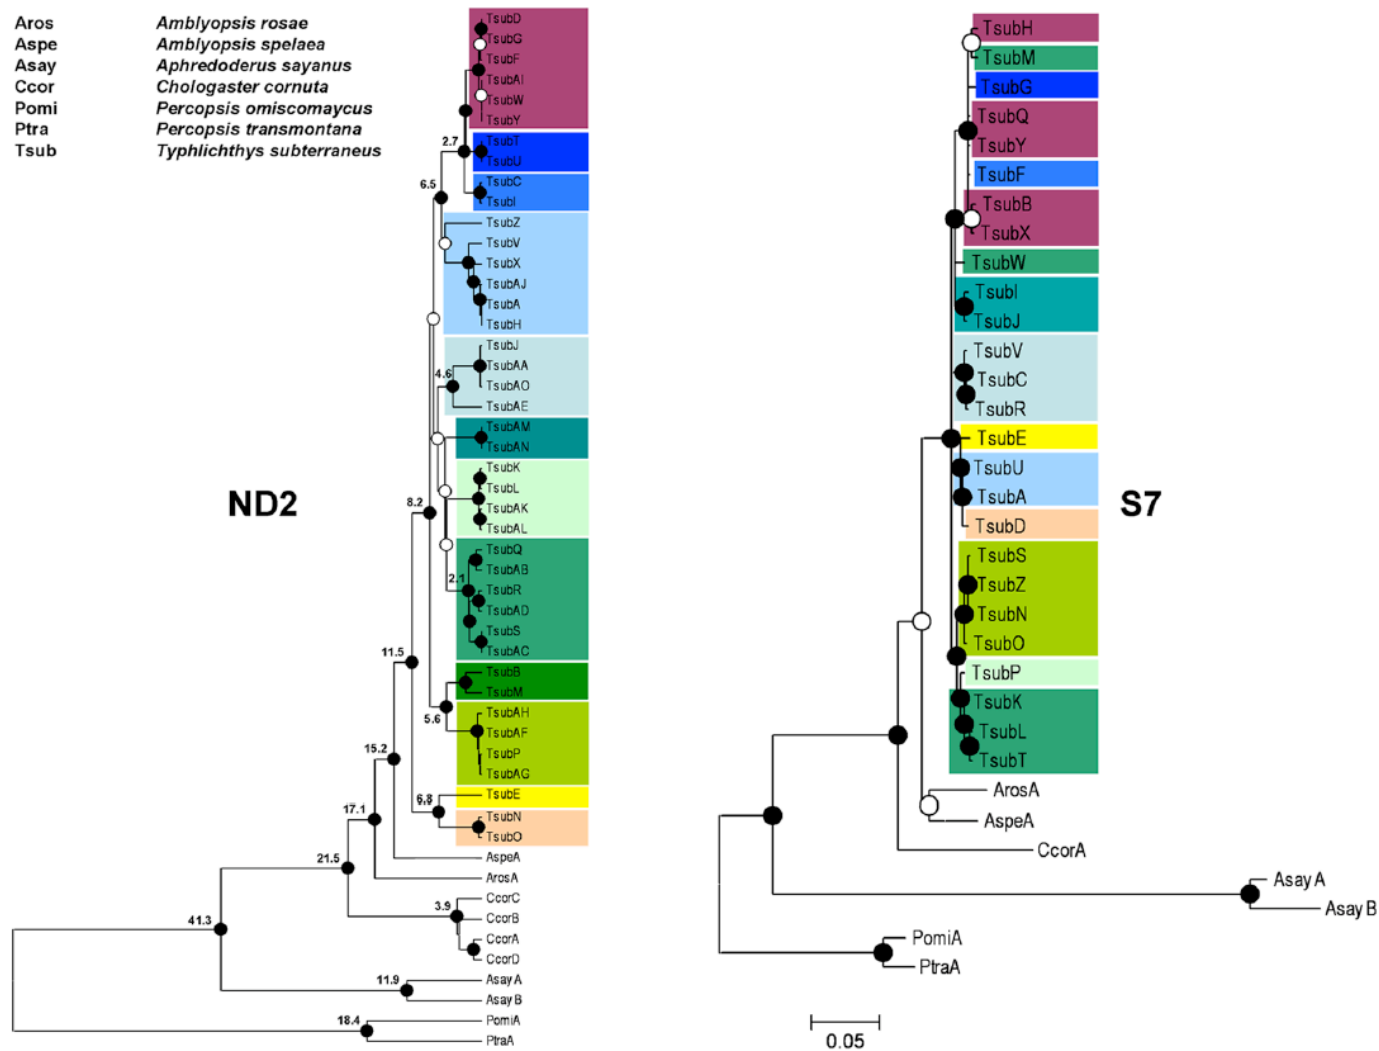 Aros Amblyopsis rosae
Aspe Amblyopsis spelaea
Asay Aphredoderus sayanus
Ccor Chologaster cornuta
Pomi Percopsis omiscomaycus
Ptra Percopsis transmontana
Tsub Typhlichthys subterraneus
ND2
TsubD
TsubG
TsubF
TsubAI
TsubW
TsubY
2.7
TsubT
TsubU
6.5
TsubC
TsubI
TsubZ
TsubV
TsubX
TsubAJ
TsubA
TsubH
TsubJ
4.6
TsubAA
TsubAO
TsubAE
TsubAM
TsubAN
TsubK
TsubL
8.2
TsubAK
TsubAL
TsubQ
TsubAB
2.1
TsubR
TsubAD
TsubS
11.5
TsubAC
TsubB
TsubM
TsubAH
5.6
TsubAF
15.2
TsubP
TsubAG
TsubE
6.8
17.1
TsubN
TsubO
21.5
AspeA
ArosA
CcorC
3.9
CcorB
41.3
CcorA
CcorD
AsayA
11.9
AsayB
PomiA
18.4
PtraA
S7
TsubH
TsubM
TsubG
TsubQ
TsubY
TsubF
TsubB
TsubX
TsubW
TsubI
TsubJ
TsubV
TsubC
TsubR
TsubE
TsubU
TsubA
TsubD
TsubS
TsubZ
TsubN
TsubO
TsubP
TsubK
TsubL
TsubT
ArosA
AspeA
CcorA
AsayA
AsayB
PomiA
PtraA
0.05